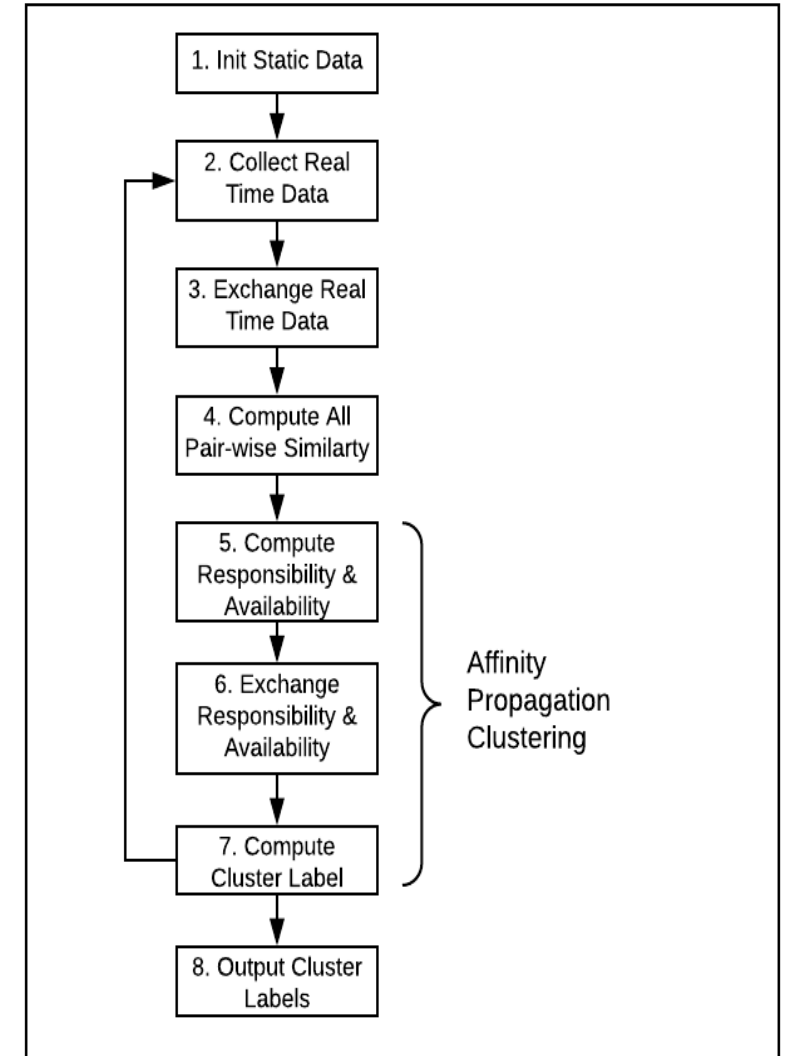 1. Init Static Data
2. Collect Real
Time Data
3. Exchange Real
Time Data
4. Compute All
Pair-wise Similarty
5. Compute
Responsibility &
Availability
6. Exchange
Responsibility &
Availability
Affinity
Propagation
Clustering
7. Compute
Cluster Label
8. Output Cluster
Labels